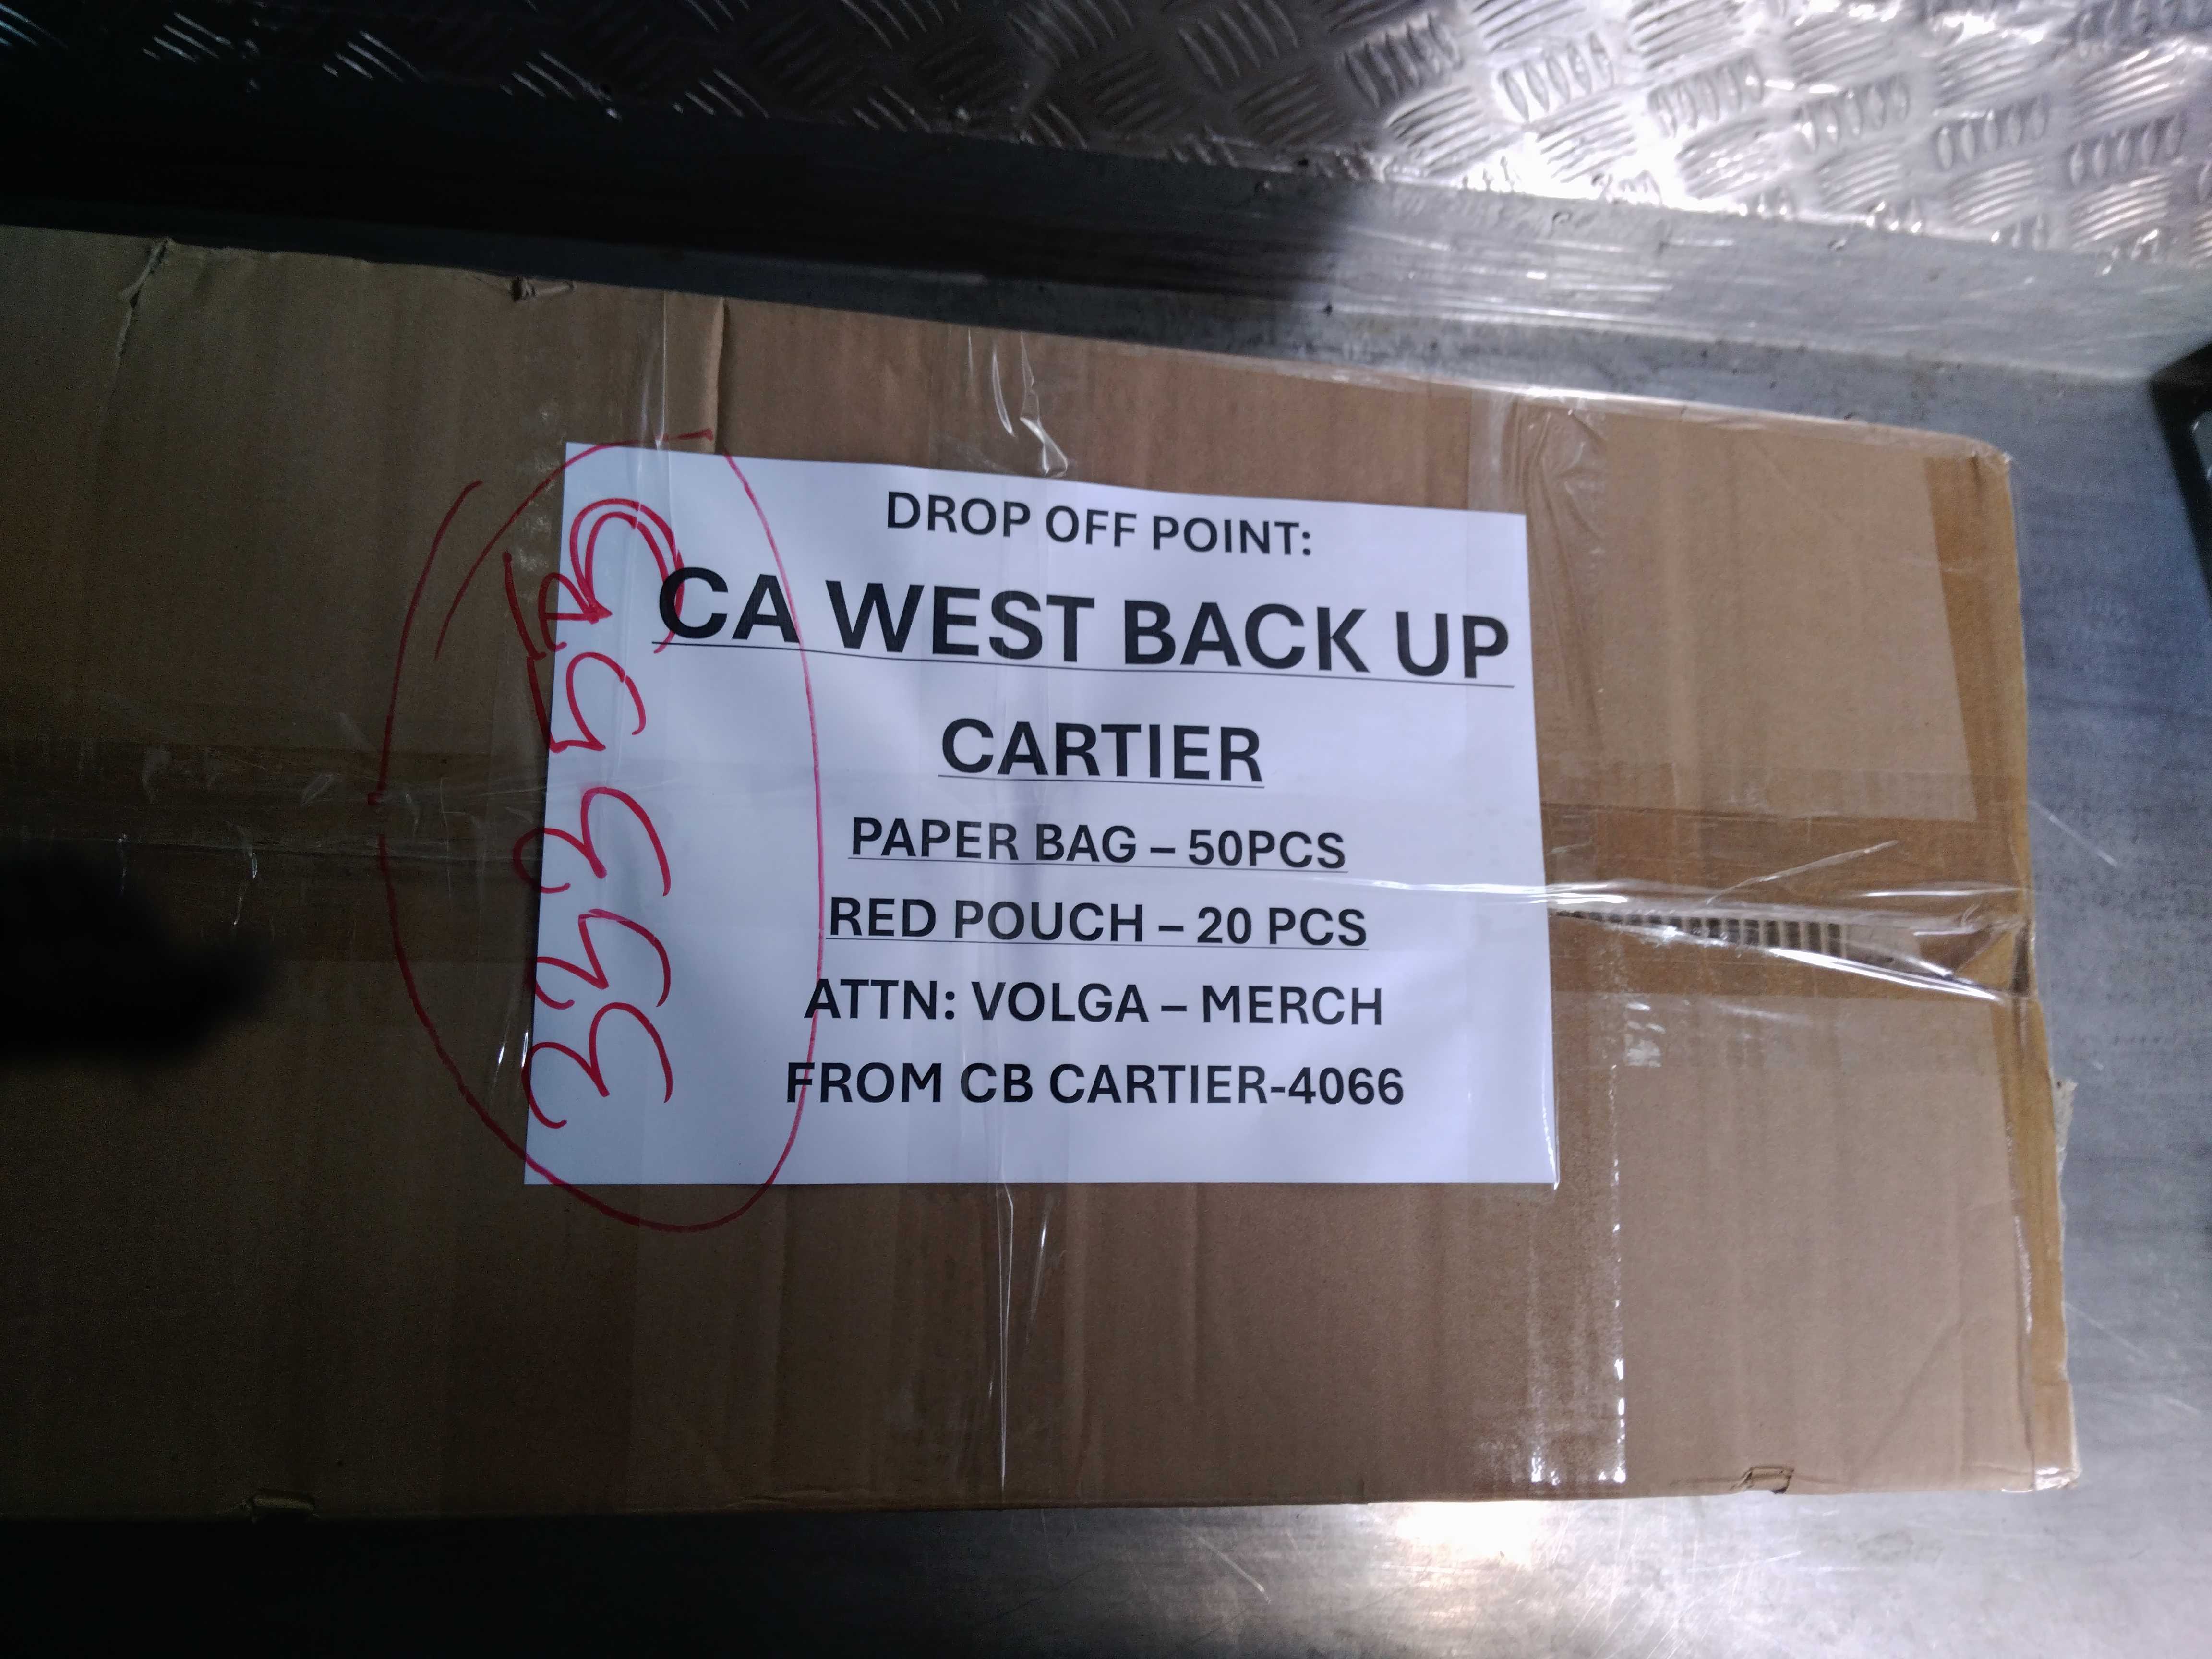 DROP OFF POINT:
CA WEST BACK UP
CARTIER
PAPER BAG – 50PCS
RED POUCH – 20 PCS
ATTN: VOLGA – MERCH
FROM CB CARTIER-4066